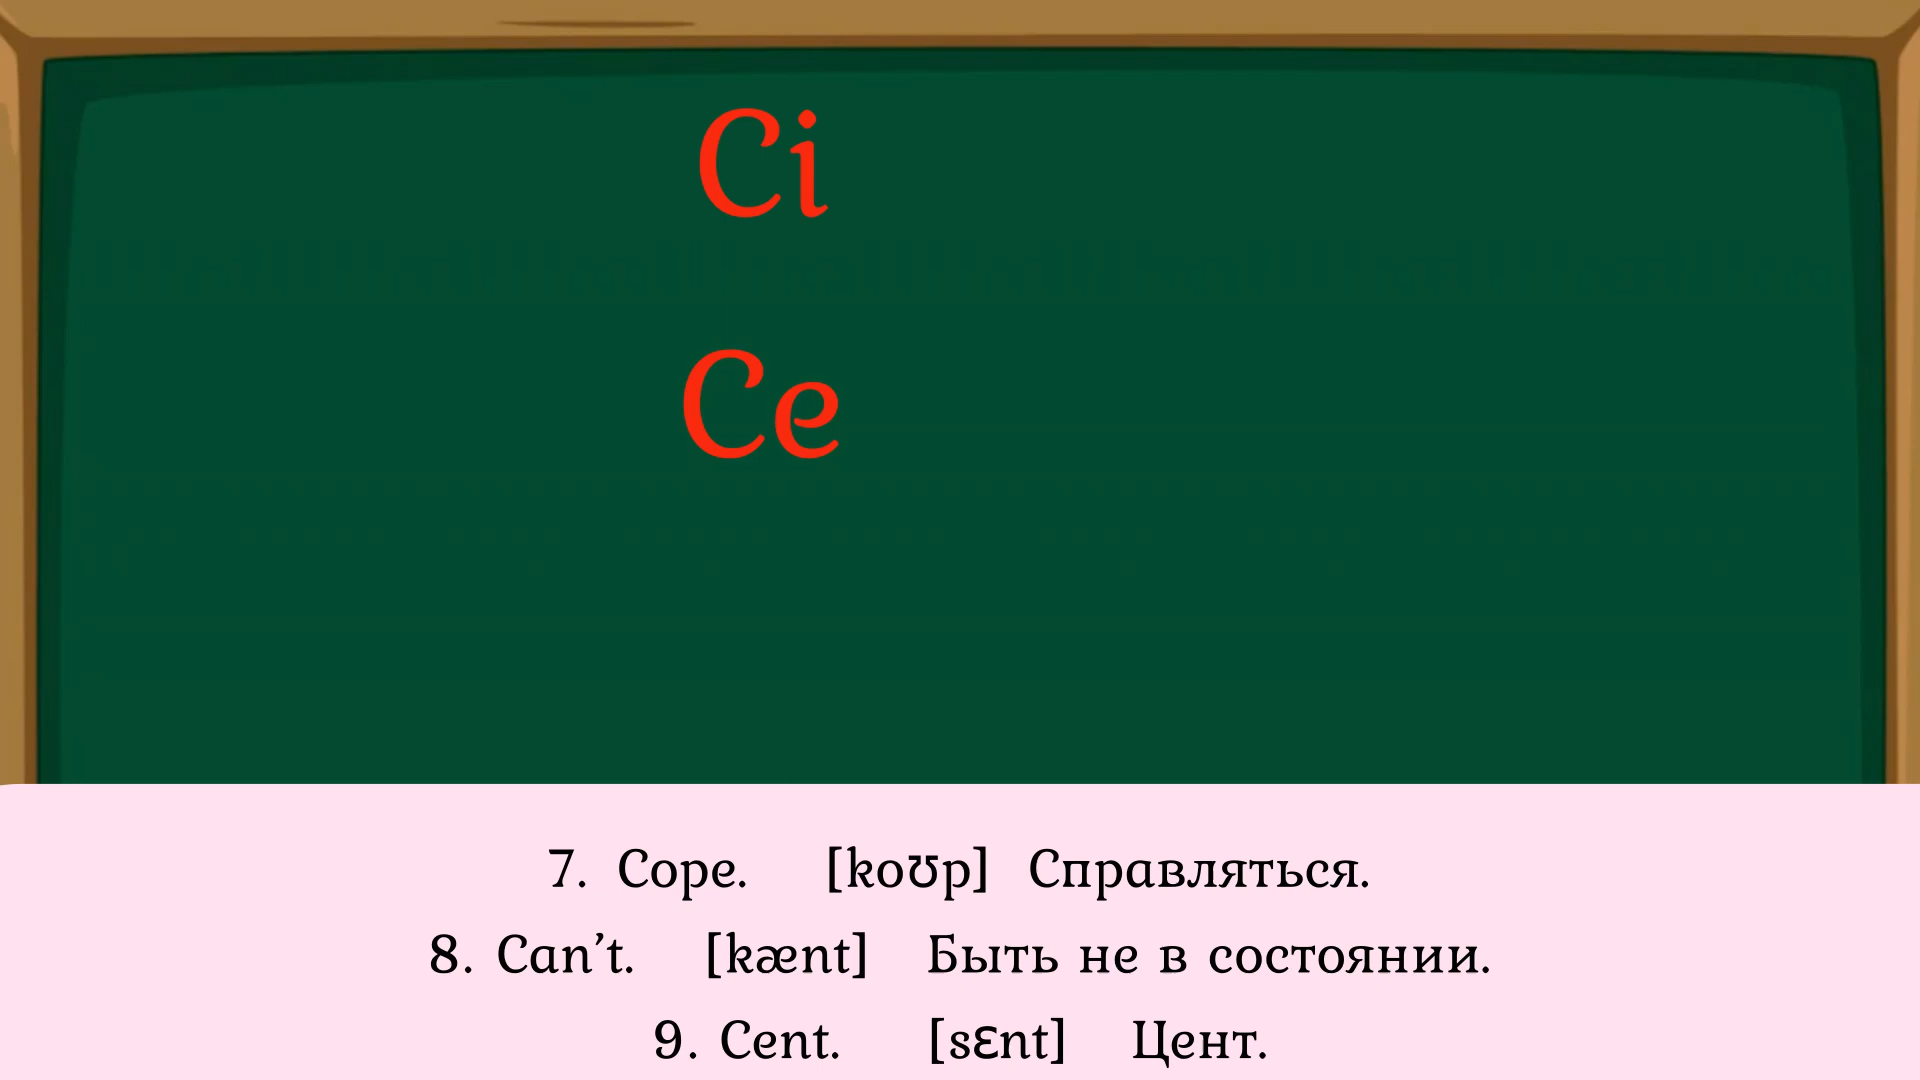 Ci
Ce
7. Cope. [koʊp] Справляться.
8. Can’t. [kænt] Быть не в состоянии.
9. Cent. [sɛnt] Цент.